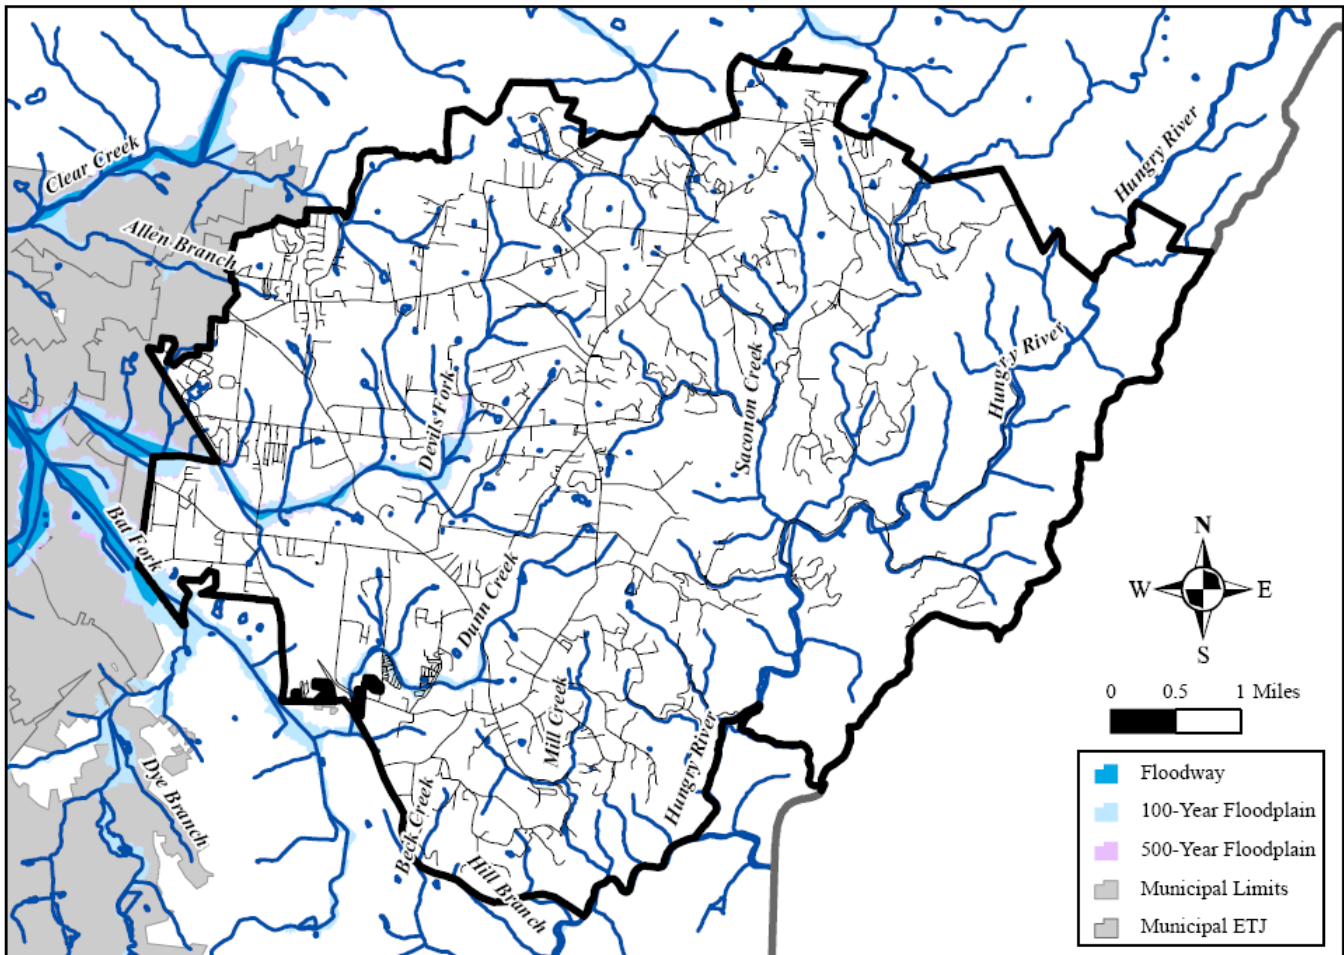 Hungry River
Clear Creek
Allen Branch
Hungry River
Saconon Creek
Devils Fork
Bat Fork
N
W E
S
Dunn Creek
0 0.5 1 Miles
Mill Creek
Hungry River
Dye Branch
Beck Creek
Hill Branch
Floodway
100-Year Floodplain
500-Year Floodplain
Municipal Limits
Municipal ETJ